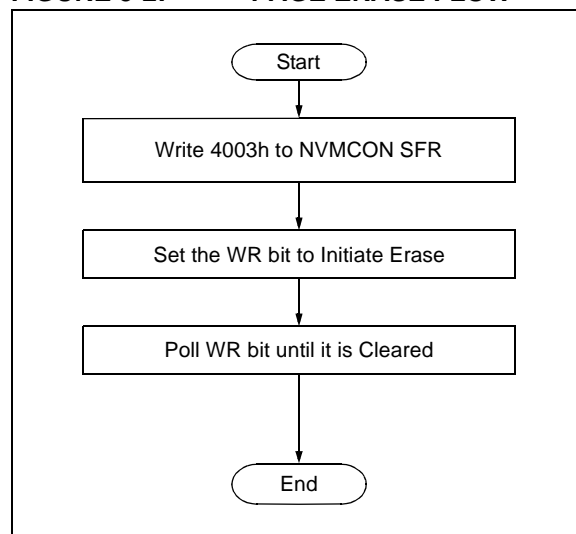 Start
Write 4003h to NVMCON SFR
Set the WR bit to Initiate Erase
Poll WR bit until it is Cleared
End